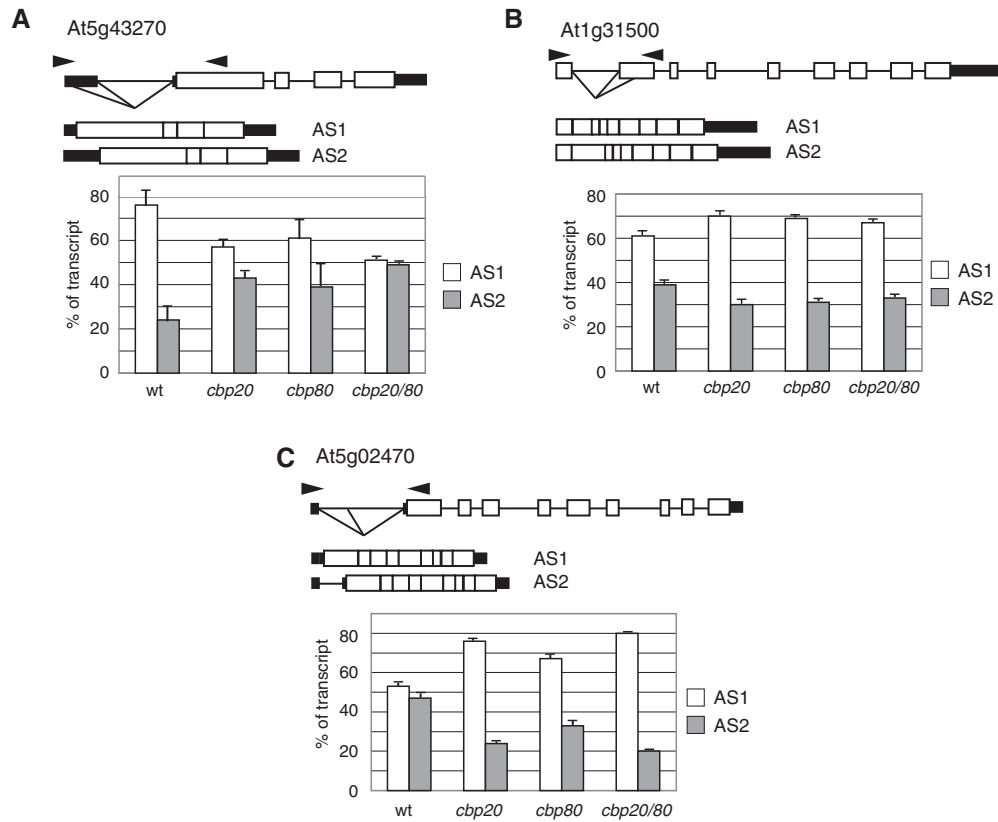 A
At5g43270
AS1
AS2
% of transcript
80
60
40
20
0
wt
cbp20
cbp80
cbp20/80
AS1
AS2
B
At1g31500
AS1
AS2
% of transcript
80
60
40
20
0
wt
cbp20
cbp80
cbp20/80
AS1
AS2
C
At5g02470
AS1
AS2
% of transcript
80
60
40
20
0
wt
cbp20
cbp80
cbp20/80
AS1
AS2